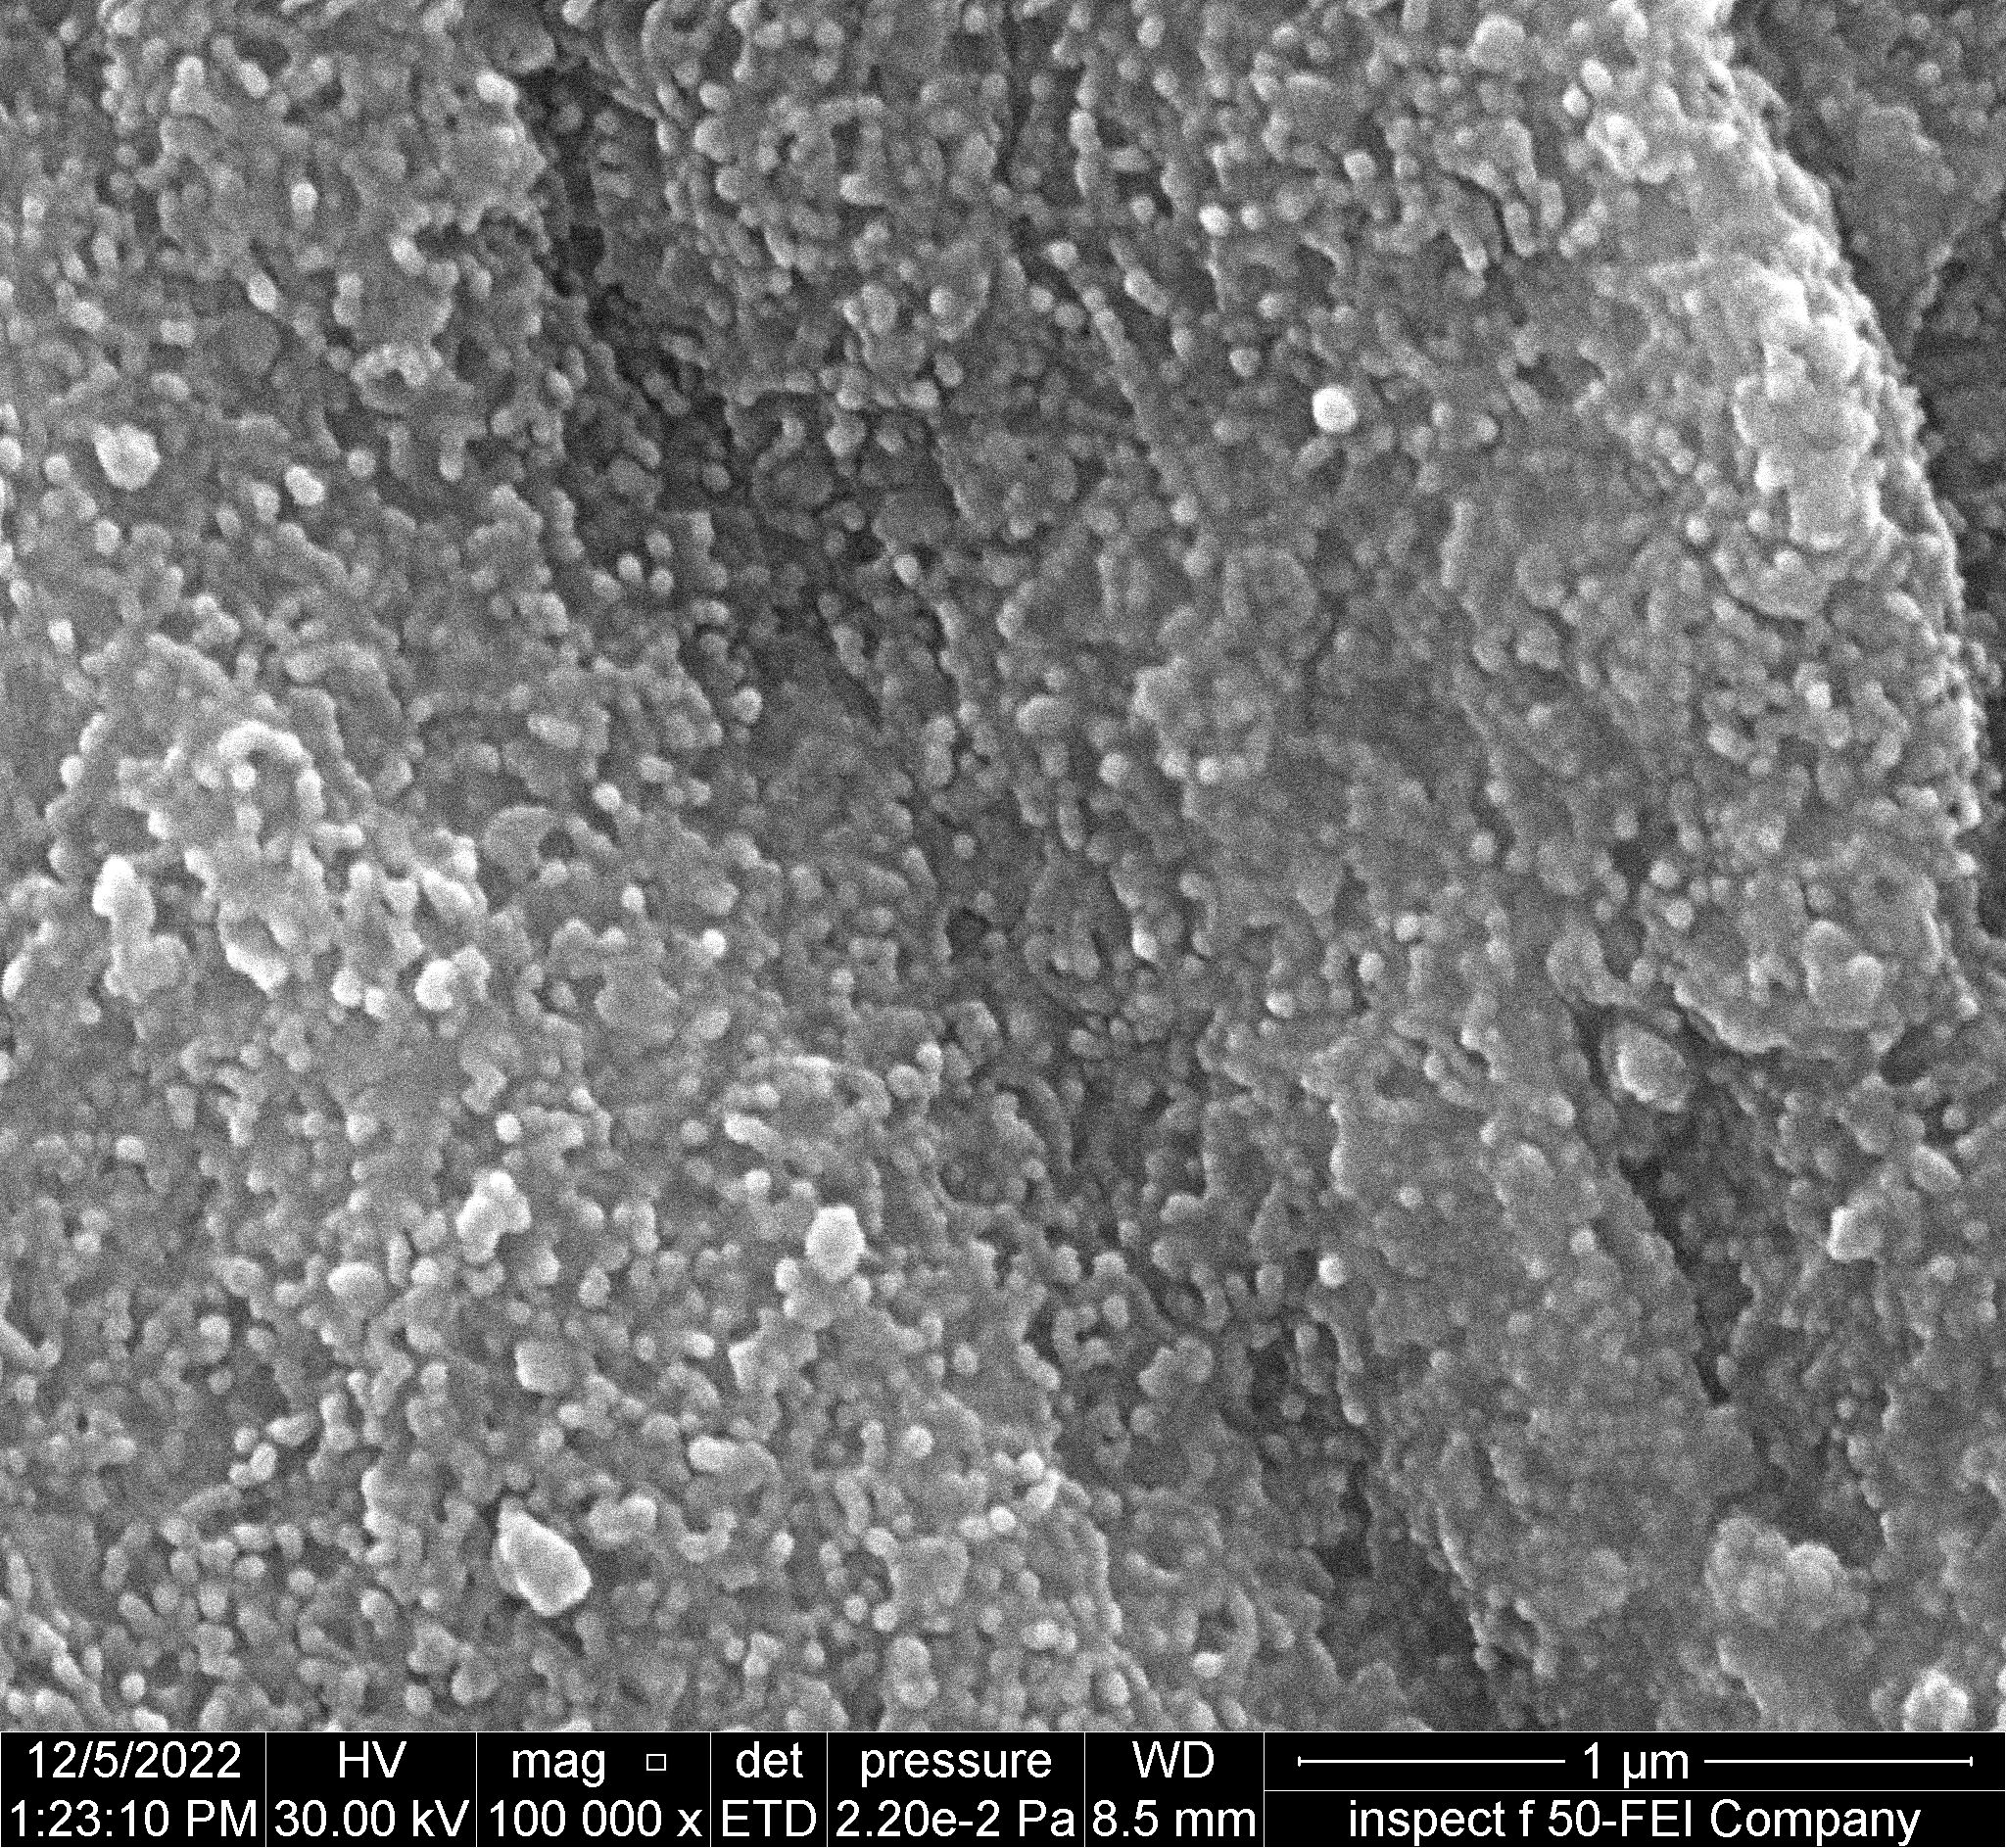 12/5/2022 HV mag □ det pressure WD 1 µm
1:23:10 PM 30.00 kV 100 000 x ETD 2.20e-2 Pa 8.5 mm inspect f 50-FEI Company